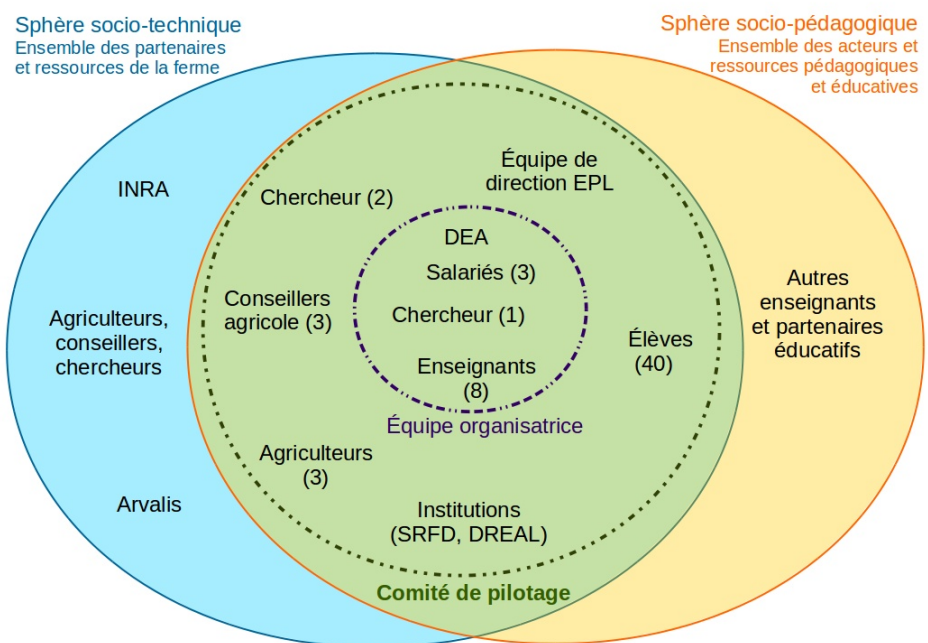 Sphère socio-technique
Ensemble des partenaires
et ressources de la ferme
Sphère socio-pédagogique
Ensemble des acteurs et
ressources pédagogiques
et éducatives
INRA
Agriculteurs,
conseillers,
chercheurs
Arvalis
Chercheur (2)
Équipe de
direction EPL
Conseillers
agricole (3)
DEA
Salariés (3)
Chercheur (1)
Enseignants
(8)
Équipe organisatrice
Élèves
(40)
Agriculteurs
(3)
Institutions
(SRFD, DREAL)
Comité de pilotage
Autres
enseignants
et partenaires
éducatifs